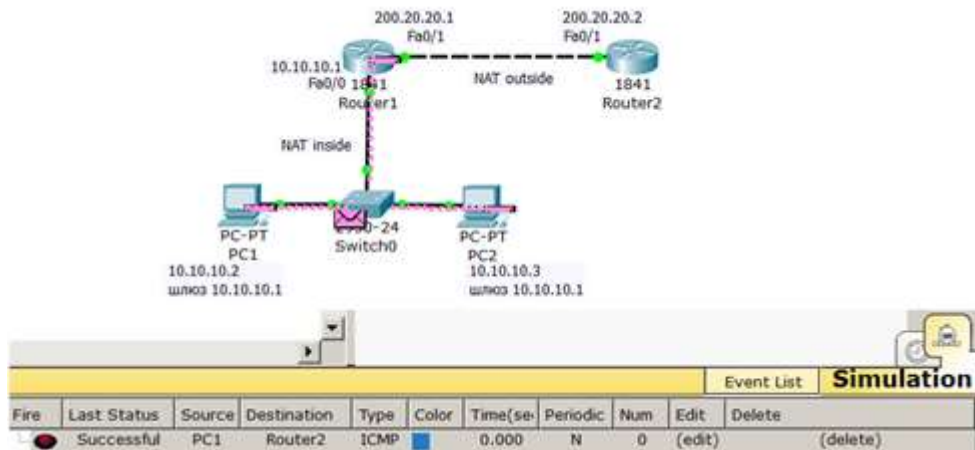 200.20.20.1
200.20.20.2
Fa0/1
Fa0/1
10.10.10.1
NAT outside
Fa0/0
1841
1841
Router1
Router2
NAT inside
PC-PT
Switch0
PC-PT
PC1
PC2
10.10.10.2
10.10.10.3
шлюз 10.10.10.1
шлюз 10.10.10.1
Event List
Simulation
Fire Last Status Source Destination Type Color Time(se Periodic Num Edit Delete
Successful PC1 Router2 ICMP 0.000 N 0 (edit) (delete)